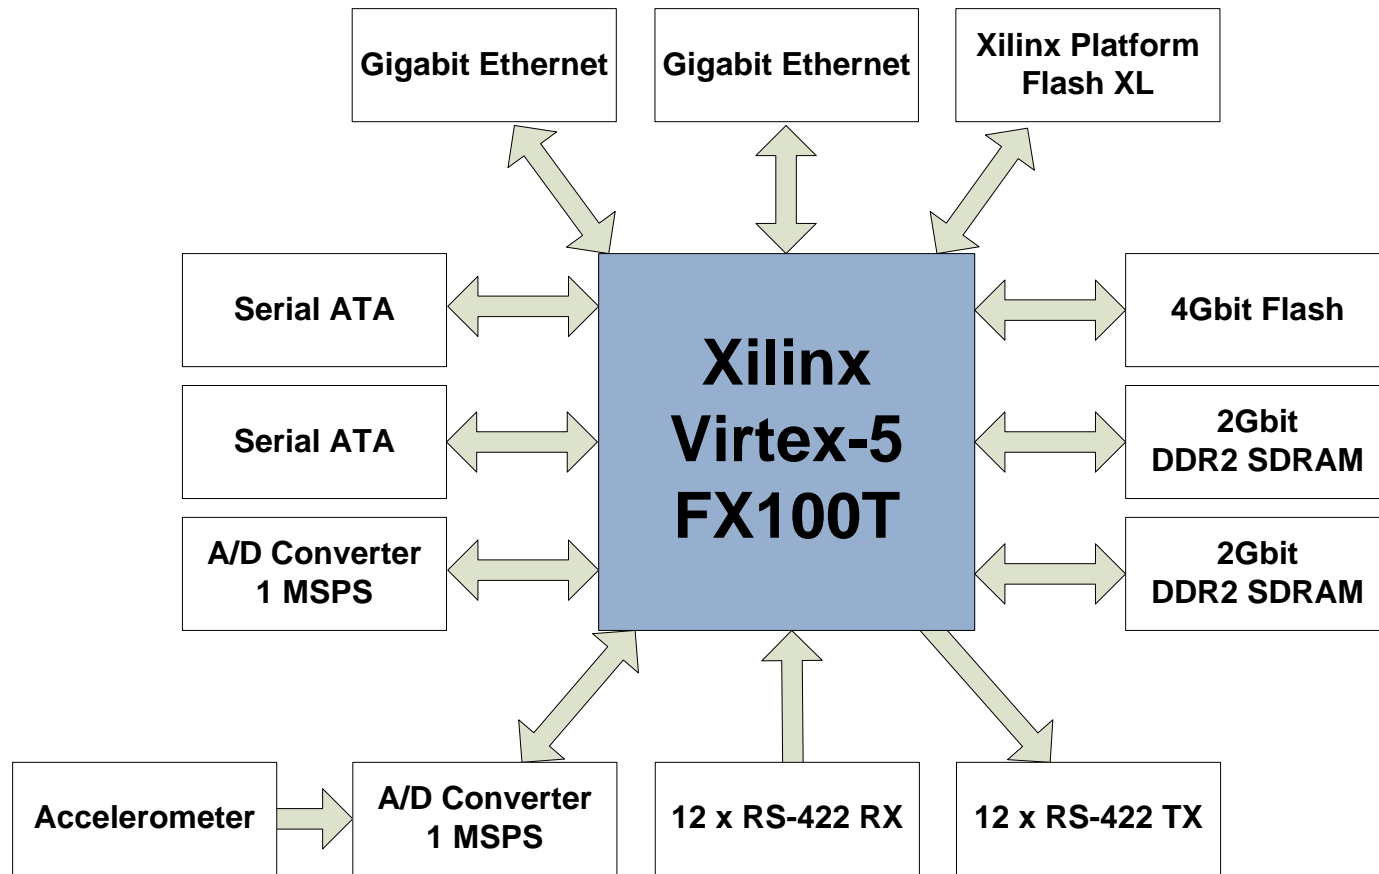 Gigabit Ethernet
Gigabit Ethernet
Xilinx Platform
Flash XL
Serial ATA
Xilinx
Virtex-5
FX100T
4Gbit Flash
Serial ATA
2Gbit
DDR2 SDRAM
A/D Converter
1 MSPS
2Gbit
DDR2 SDRAM
Accelerometer
A/D Converter
1 MSPS
12 x RS-422 RX
12 x RS-422 TX